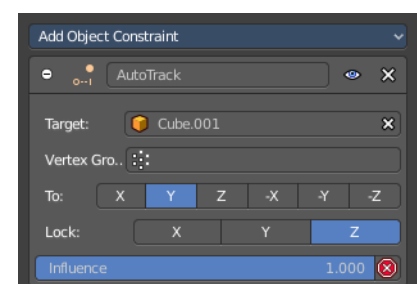 Add Object Constraint
AutoTrack
Target: Cube.001
Vertex Gro..
To: X Y Z -X -Y -Z
Lock: X Y Z
Influence 1.000